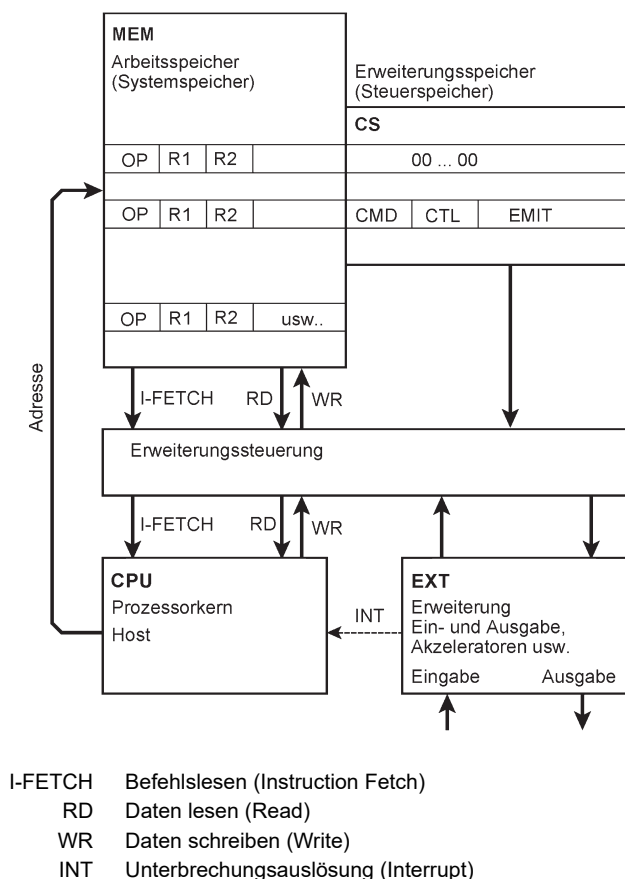 MEM
Arbeitsspeicher
(Systemspeicher)
Erweiterungsspeicher
(Steuerspeicher)
CS
OP R1 R2 00 ... 00
OP R1 R2 CMD CTL EMIT
OP R1 R2 usw..
Adresse
I-FETCH RD WR
Erweiterungssteuerung
I-FETCH RD WR
CPU
Prozessorkern
Host
INT
EXT
Erweiterung
Ein- und Ausgabe,
Akzeleratoren usw.
Eingabe Ausgabe
I-FETCH Befehlslesen (Instruction Fetch)
RD Daten lesen (Read)
WR Daten schreiben (Write)
INT Unterbrechungsauslösung (Interrupt)